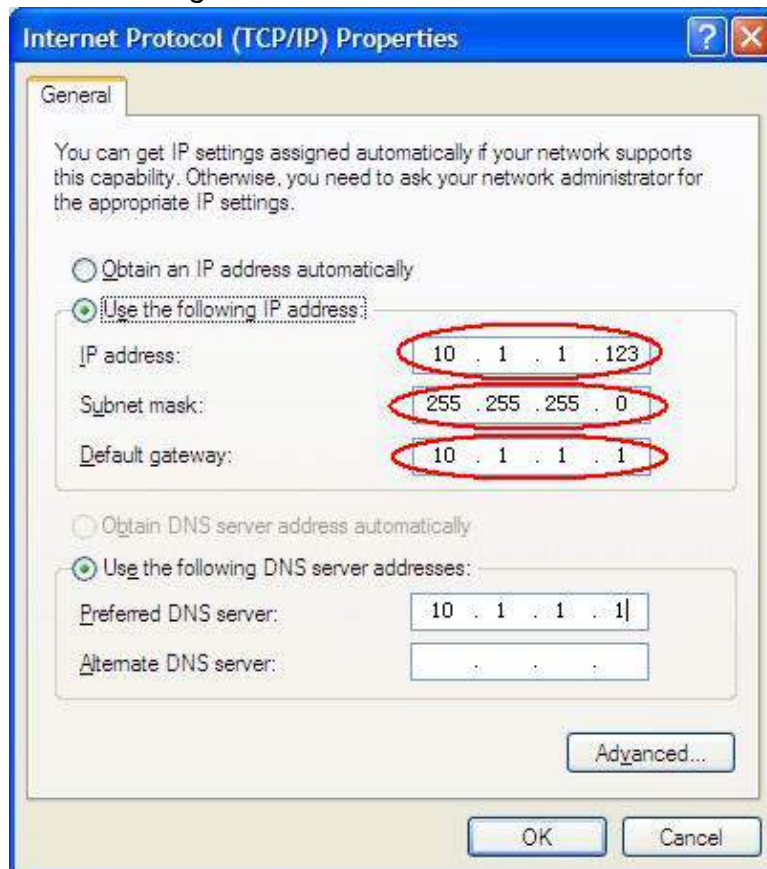 Internet Protocol (TCP/IP) Properties
General
You can get IP settings assigned automatically if your network supports
this capability. Otherwise, you need to ask your network administrator for
the appropriate IP settings.
Obtain an IP address automatically
Use the following IP address:
IP address: 10 . 1 . 1 . 123
Subnet mask: 255 . 255 . 255 . 0
Default gateway: 10 . 1 . 1 . 1
Obtain DNS server address automatically
Use the following DNS server addresses:
Preferred DNS server: 10 . 1 . 1 . 1
Alternate DNS server: . . .
Advanced...
OK Cancel